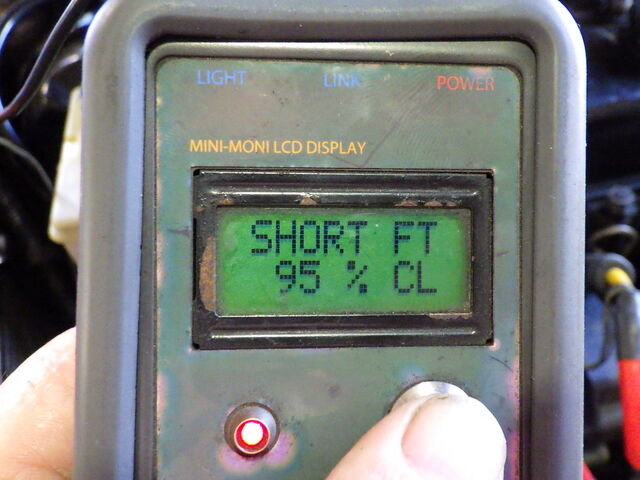 LIGHT LINK POWER
MINI-MONI LCD DISPLAY
SHORT FT
95 % CL